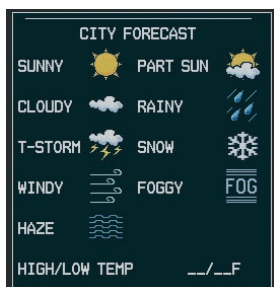 CITY FORECAST
SUNNY PART SUN
CLOUDY RAINY
T-STORM SNOW
WINDY FOGGY FOG
HAZE
HIGH/LOW TEMP __/__F